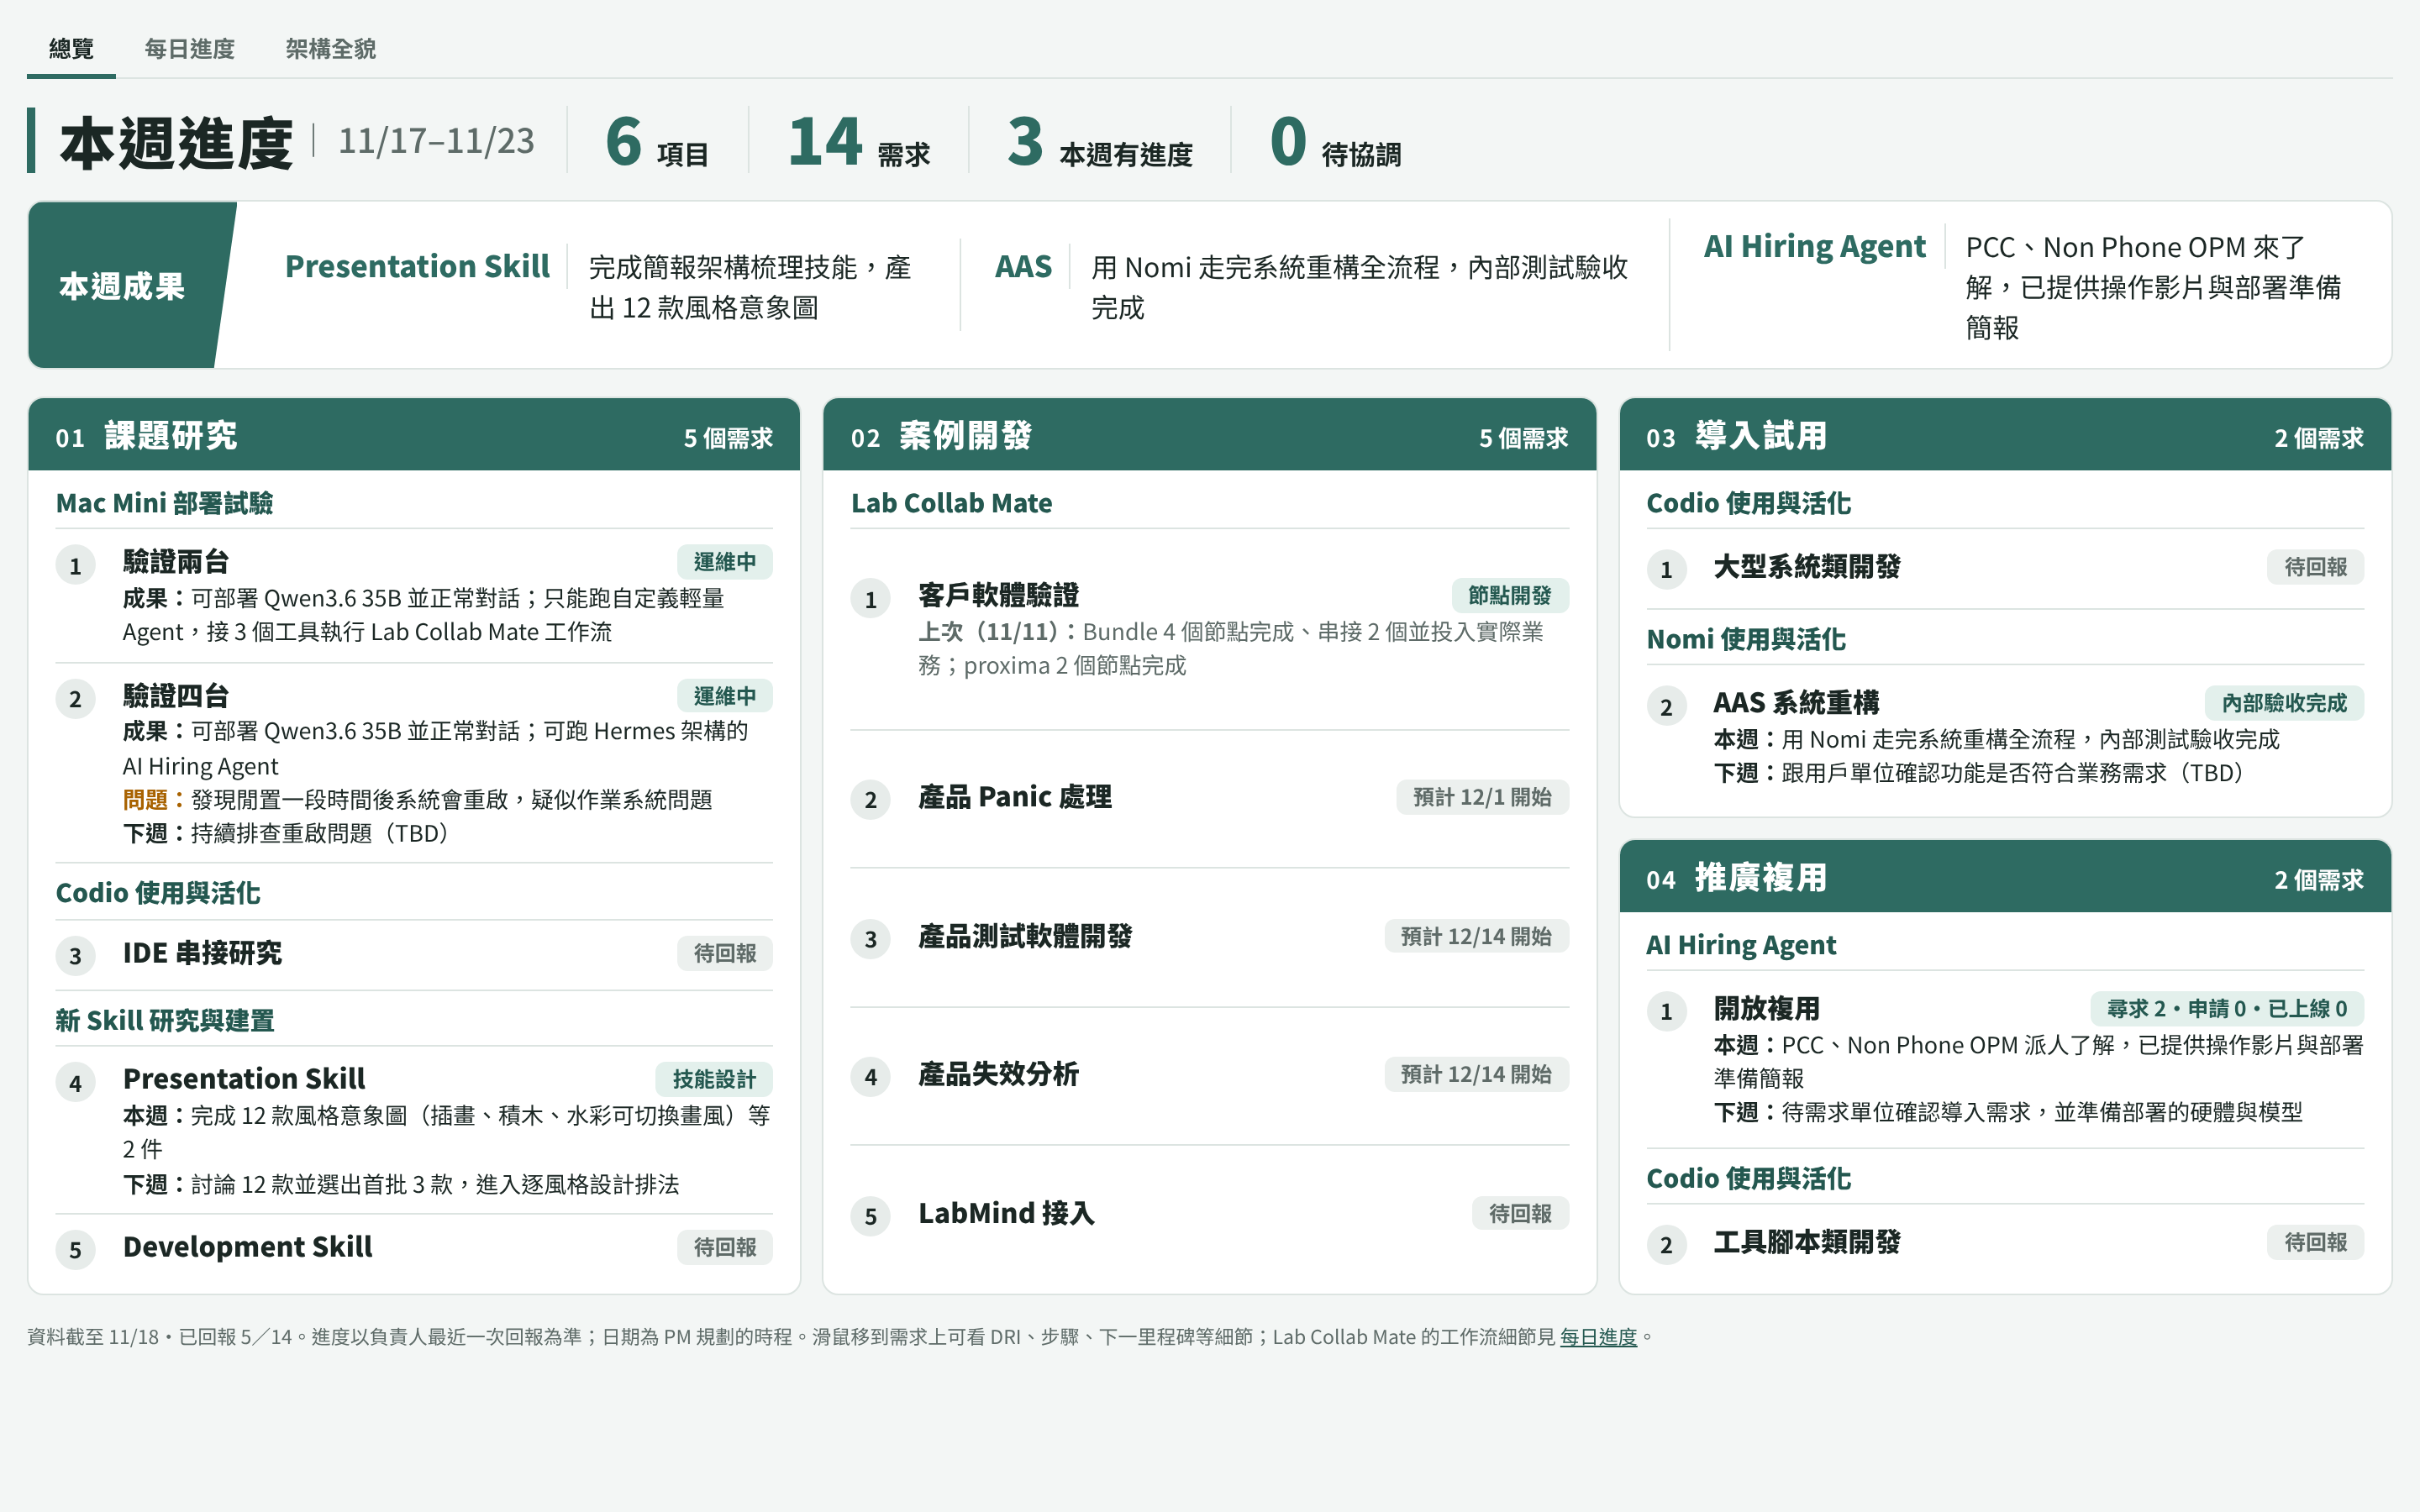 總覽 每日進度 架構全貌
本週進度 11/17–11/23 6 項目 14 需求 3 本週有進度 0 待協調
本週成果
Presentation Skill 完成簡報架構梳理技能，產
出 12 款風格意象圖
AAS 用 Nomi 走完系統重構全流程，內部測試驗收
完成
AI Hiring Agent PCC、Non Phone OPM 來了
解，已提供操作影片與部署準備
簡報
01 課題研究 5 個需求
Mac Mini 部署試驗
1 驗證兩台 運維中
成果：可部署 Qwen3.6 35B 並正常對話；只能跑自定義輕量
Agent，接 3 個工具執行 Lab Collab Mate 工作流
2 驗證四台 運維中
成果：可部署 Qwen3.6 35B 並正常對話；可跑 Hermes 架構的
AI Hiring Agent
問題：發現閒置一段時間後系統會重啟，疑似作業系統問題
下週：持續排查重啟問題（TBD）
Codio 使用與活化
3 IDE 串接研究 待回報
新 Skill 研究與建置
4 Presentation Skill 技能設計
本週：完成 12 款風格意象圖（插畫、積木、水彩可切換畫風）等
2 件
下週：討論 12 款並選出首批 3 款，進入逐風格設計排法
5 Development Skill 待回報
02 案例開發 5 個需求
Lab Collab Mate
1 客戶軟體驗證 節點開發
上次（11/11）：Bundle 4 個節點完成、串接 2 個並投入實際業
務；proxima 2 個節點完成
2 產品 Panic 處理 預計 12/1 開始
3 產品測試軟體開發 預計 12/14 開始
4 產品失效分析 預計 12/14 開始
5 LabMind 接入 待回報
03 導入試用 2 個需求
Codio 使用與活化
1 大型系統類開發 待回報
Nomi 使用與活化
2 AAS 系統重構 內部驗收完成
本週：用 Nomi 走完系統重構全流程，內部測試驗收完成
下週：跟用戶單位確認功能是否符合業務需求（TBD）
04 推廣複用 2 個需求
AI Hiring Agent
1 開放複用 尋求 2・申請 0・已上線 0
本週：PCC、Non Phone OPM 派人了解，已提供操作影片與部署
準備簡報
下週：待需求單位確認導入需求，並準備部署的硬體與模型
Codio 使用與活化
2 工具腳本類開發 待回報
資料截至 11/18・已回報 5／14。進度以負責人最近一次回報為準；日期為 PM 規劃的時程。滑鼠移到需求上可看 DRI、步驟、下一里程碑等細節；Lab Collab Mate 的工作流細節見 每日進度。